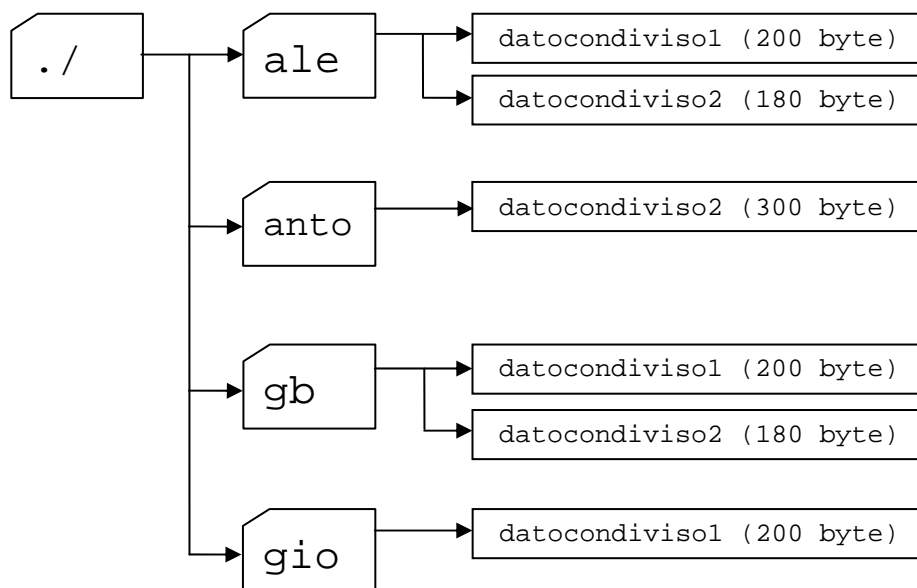 ./
ale
datocondiviso1 (200 byte)
datocondiviso2 (180 byte)
anto
datocondiviso2 (300 byte)
gb
datocondiviso1 (200 byte)
datocondiviso2 (180 byte)
gio
datocondiviso1 (200 byte)